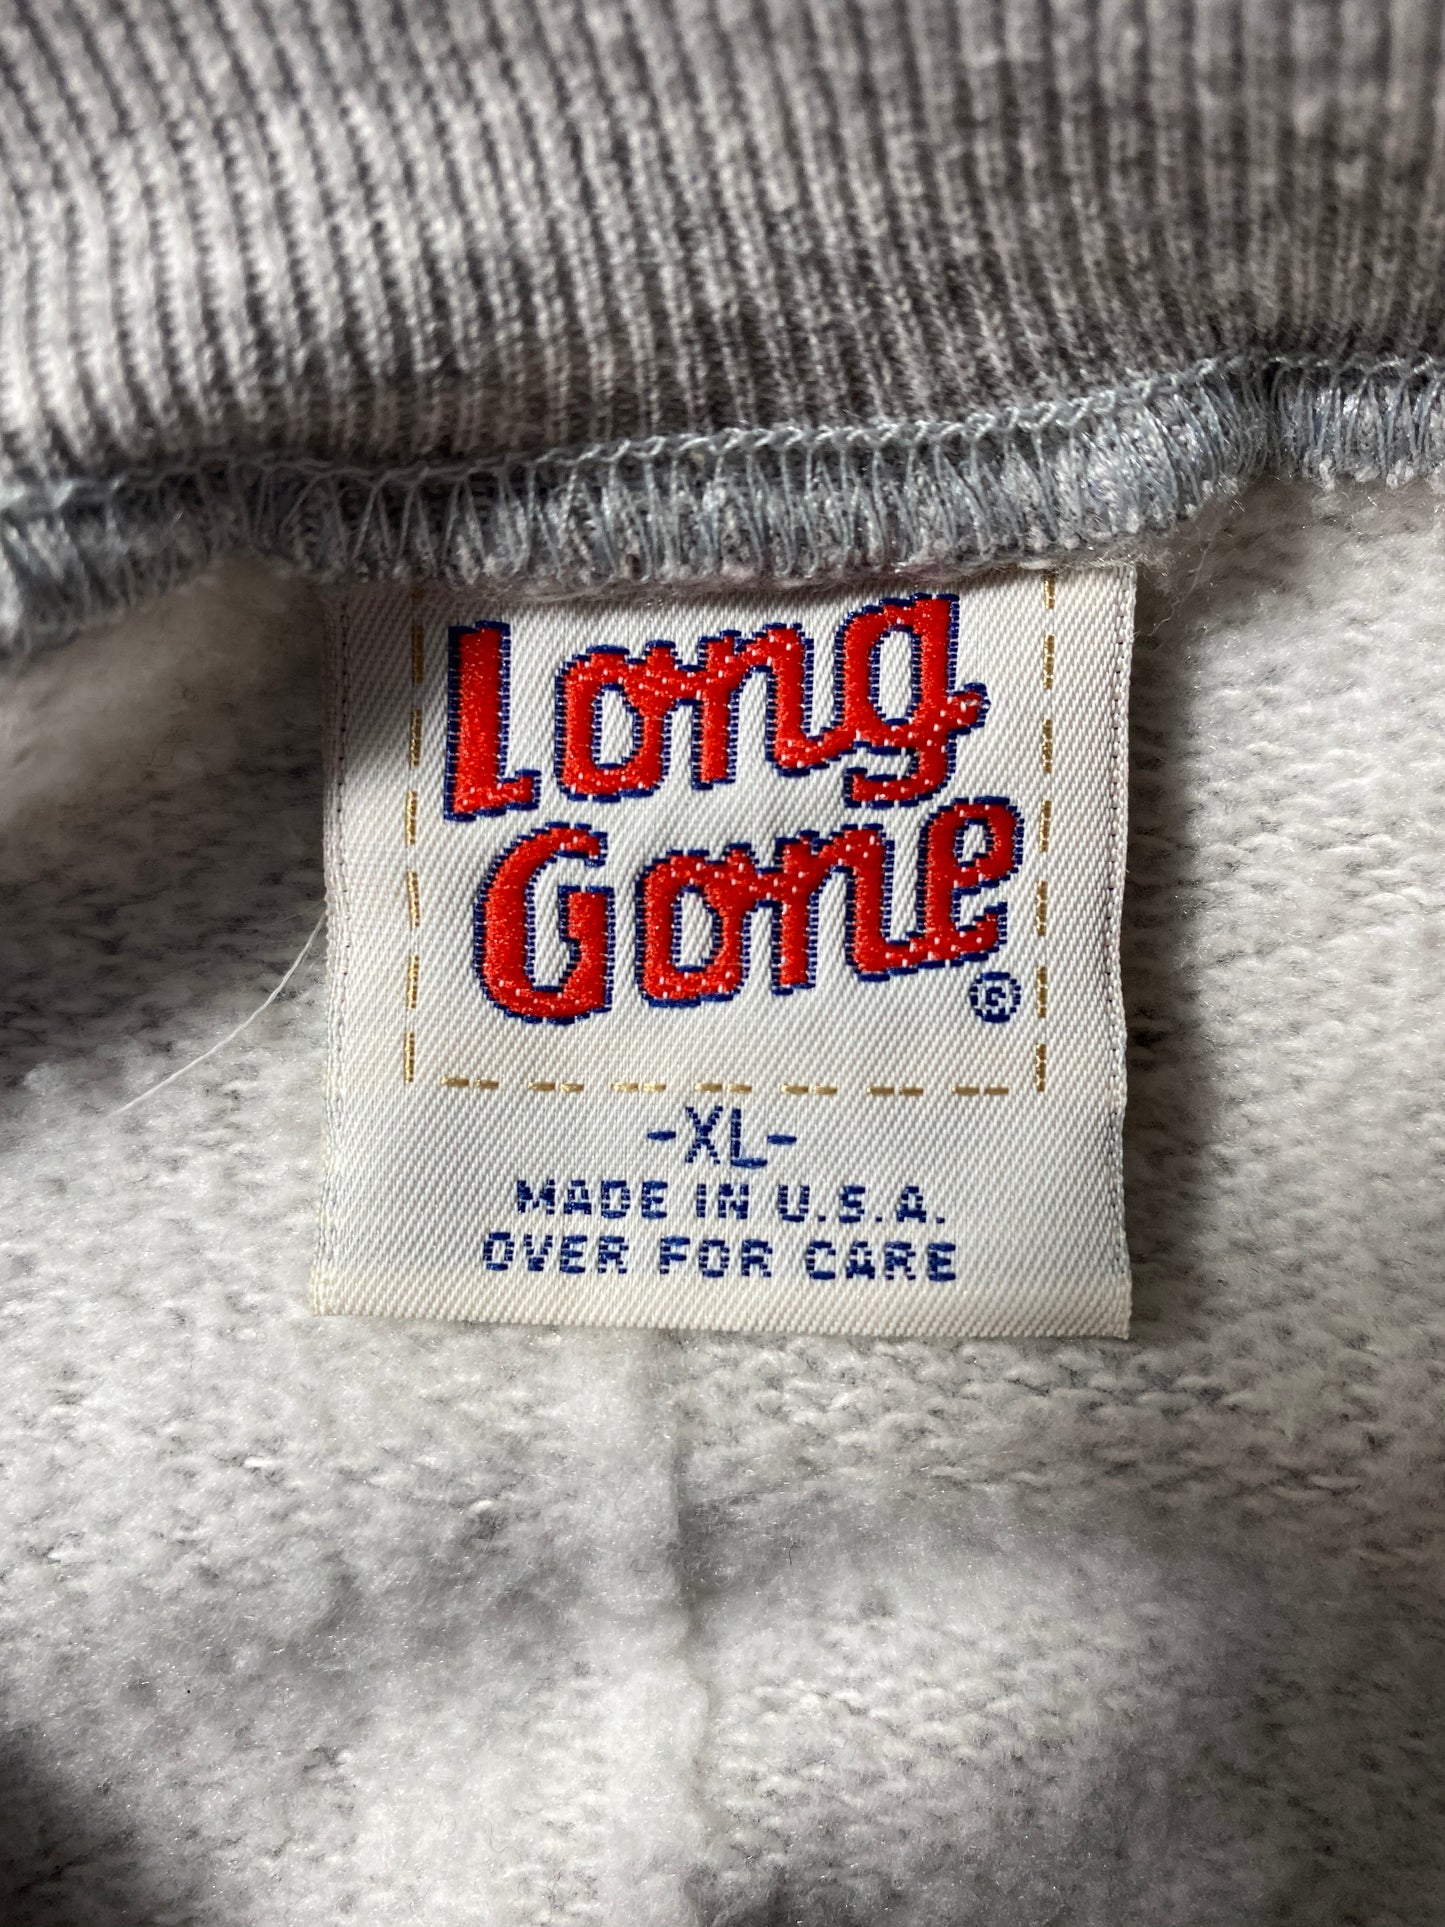 Long
Gone
®
-XL-
MADE IN U.S.A.
OVER FOR CARE